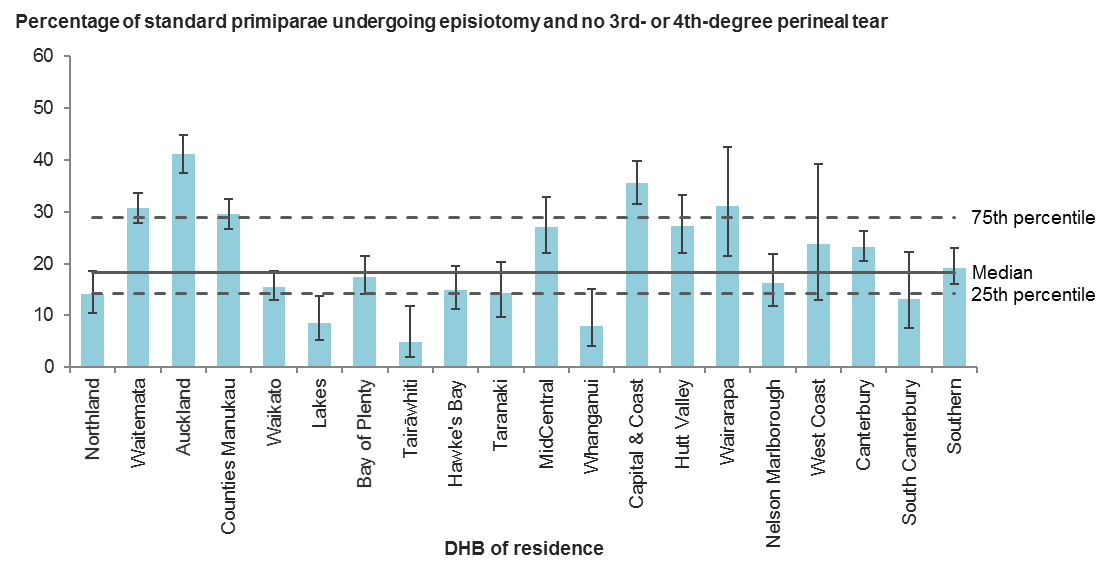 Percentage of standard primiparae undergoing episiotomy and no 3rd- or 4th-degree perineal tear
60
50
40
30
20
10
0
75th percentile
Median
25th percentile
Northland
Waitemata
Auckland
Counties Manukau
Waikato
Lakes
Bay of Plenty
Tairāwhiti
Hawke's Bay
Taranaki
MidCentral
Whanganui
Capital & Coast
Hutt Valley
Wairarapa
Nelson Marlborough
West Coast
Canterbury
South Canterbury
Southern
DHB of residence